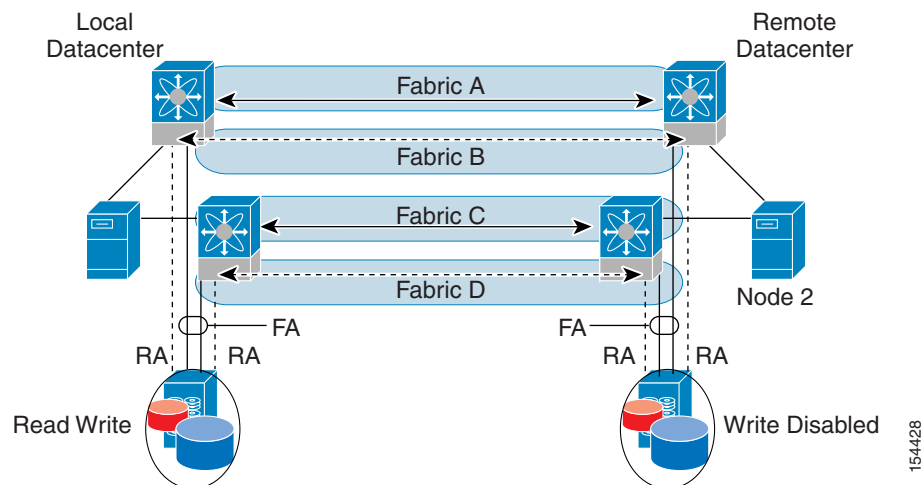 Local
Datacenter
Remote
Datacenter
Fabric A
Fabric B
Fabric C
Fabric D
Node 2
FA
FA
RA
RA
RA
RA
Read Write
Write Disabled
154428